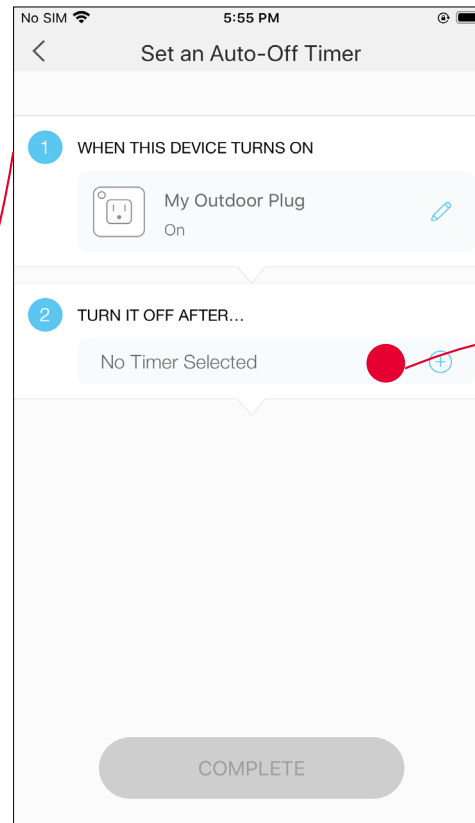 No SIM 5:55 PM
Set an Auto-Off Timer
1 WHEN THIS DEVICE TURNS ON
My Outdoor Plug
On
2 TURN IT OFF AFTER...
No Timer Selected
COMPLETE